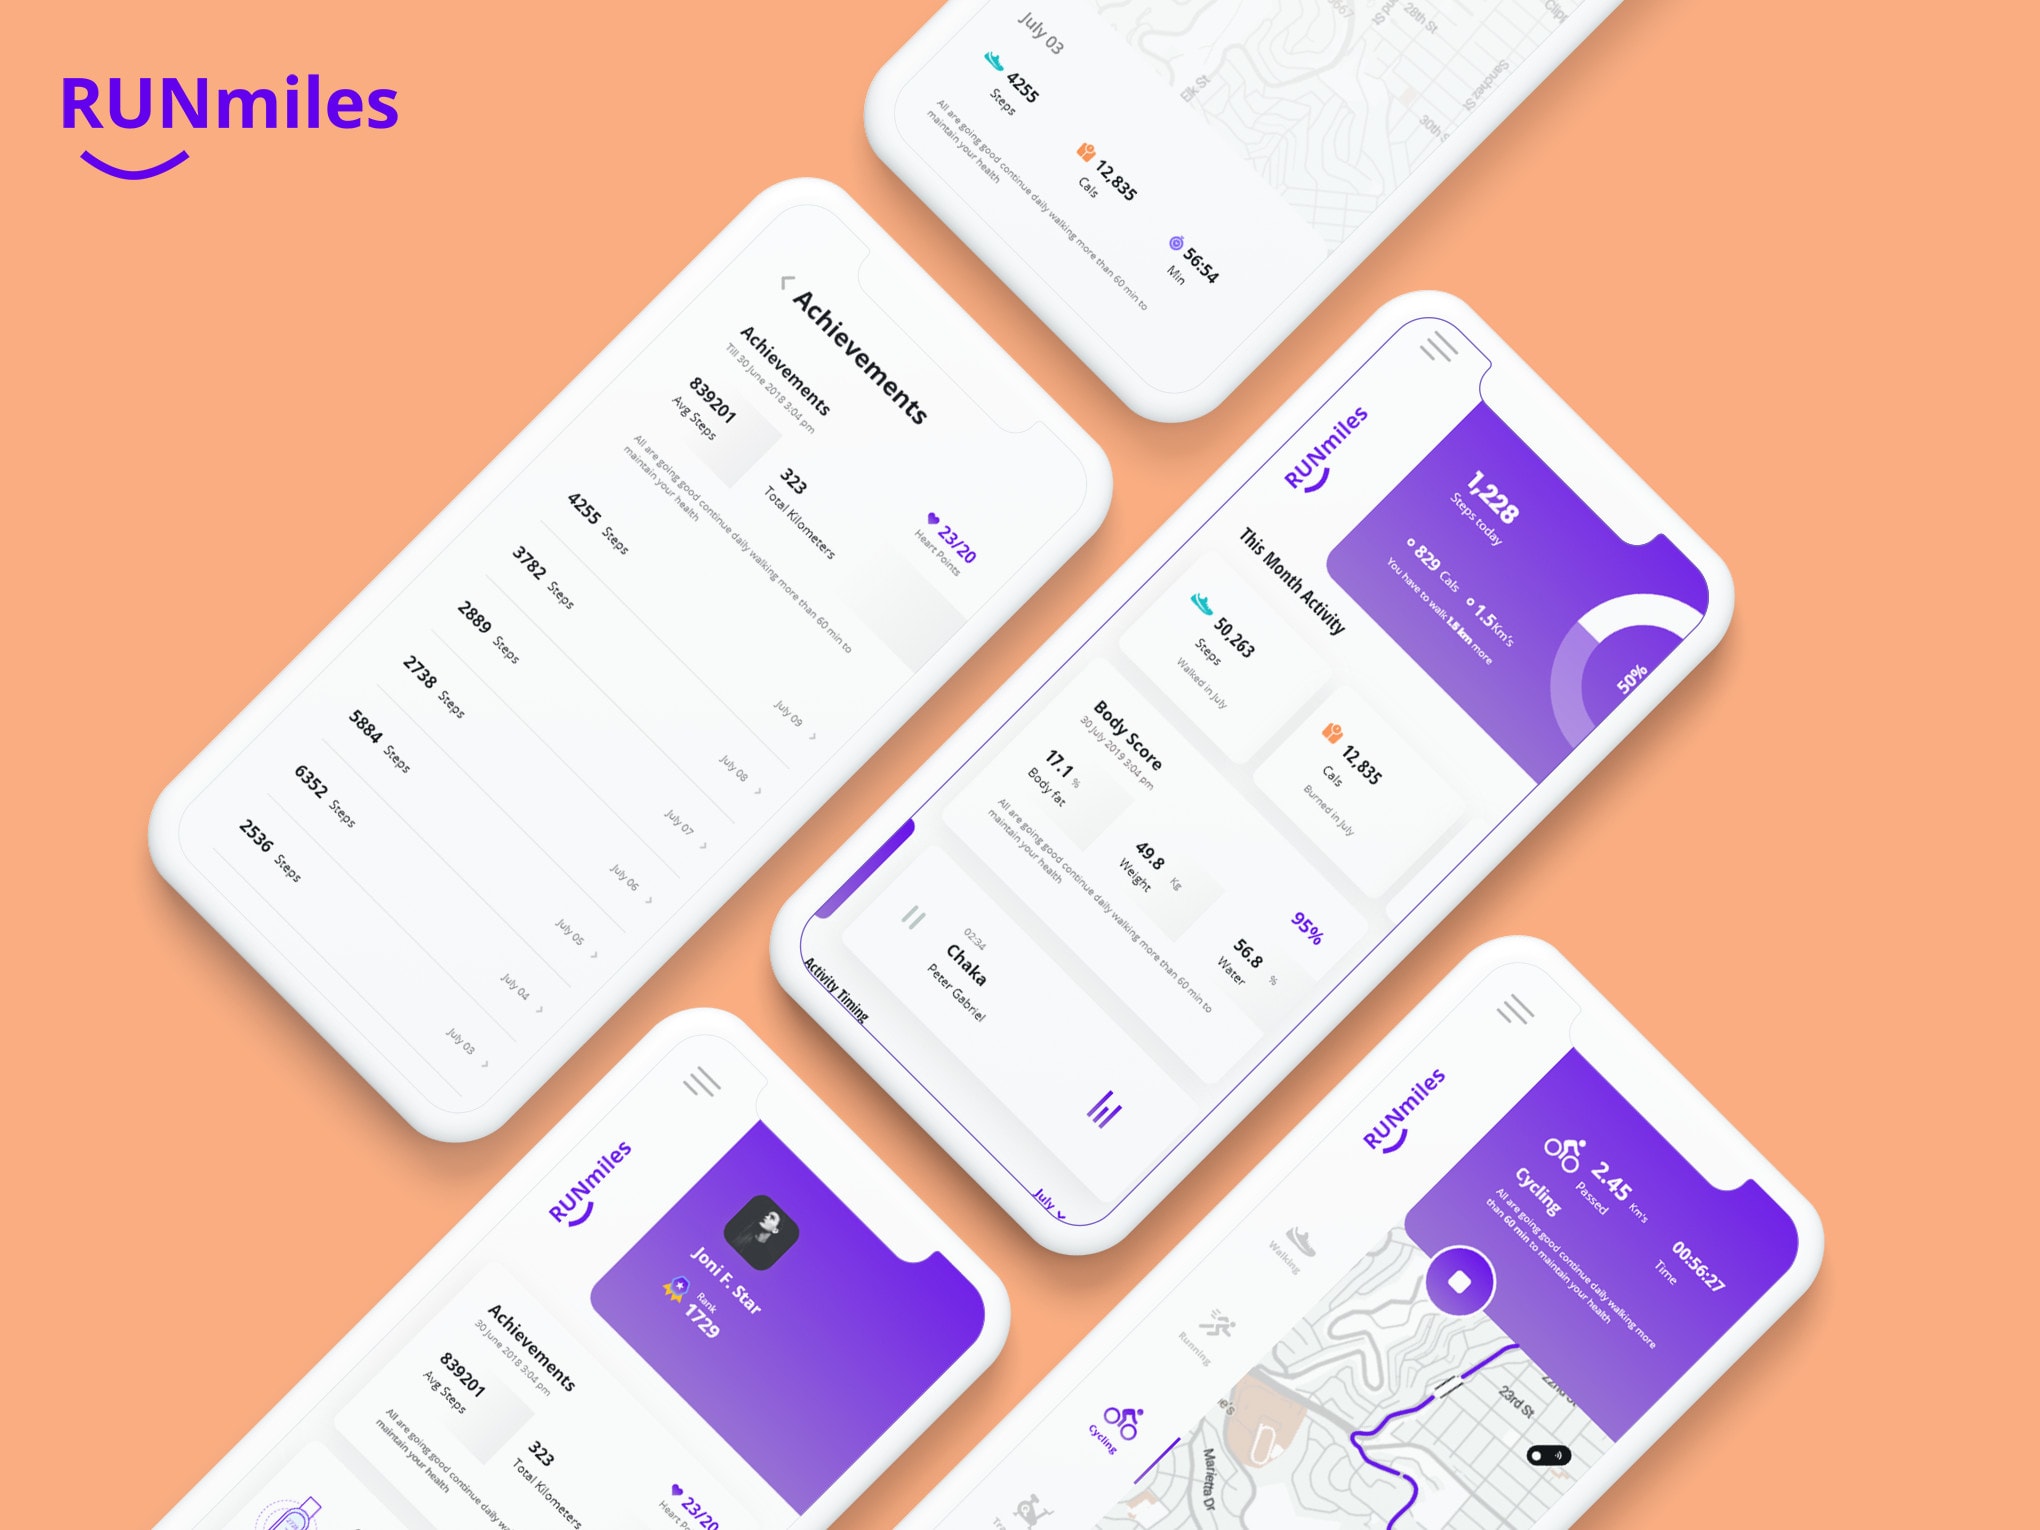 RUNmiles
July 03
4255
Steps
12,835
Cals
56:54
Min
All are going good continue daily walking more than 60 min to
maintain your health
28th St
Sanchez St
30th S
Elk St
Achievements
Achievements
Till 30 June 2018 3:04 pm
839201
Avg Steps
323
Total Kilometers
23/20
Heart Points
All are going good continue daily walking more than 60 min to
maintain your health
4255 Steps
July 09
3782 Steps
July 08
2889 Steps
July 07
2738 Steps
July 06
5884 Steps
July 05
6352 Steps
July 04
2536 Steps
July 03
RUNmiles
1,228
Steps today
829 Cals
1.5 Km's
You have to walk 1.5 km more
50%
This Month Activity
50,263
Steps
Walked in July
12,835
Cals
Burned in July
Body Score
30 July 2019 3:04 pm
95%
17.1 %
Body fat
49.8 Kg
Weight
56.8 %
Water
All are going good continue daily walking more than 60 min to
maintain your health
02:34
Chaka
Peter Gabriel
Activity Timing
July
RUNmiles
Joni F. Star
Rank
1729
Achievements
30 June 2018 3:04 pm
839201
Avg Steps
323
Total Kilometers
23/20
All are going good continue daily
maintain your health
RUNmiles
Cycling
2.45 Km's
Passed
00:56:27
Time
All are going good continue daily walking more
than 60 min to maintain your health
Walking
Running
Cycling
23rd St
22nd St
Marietta Dr